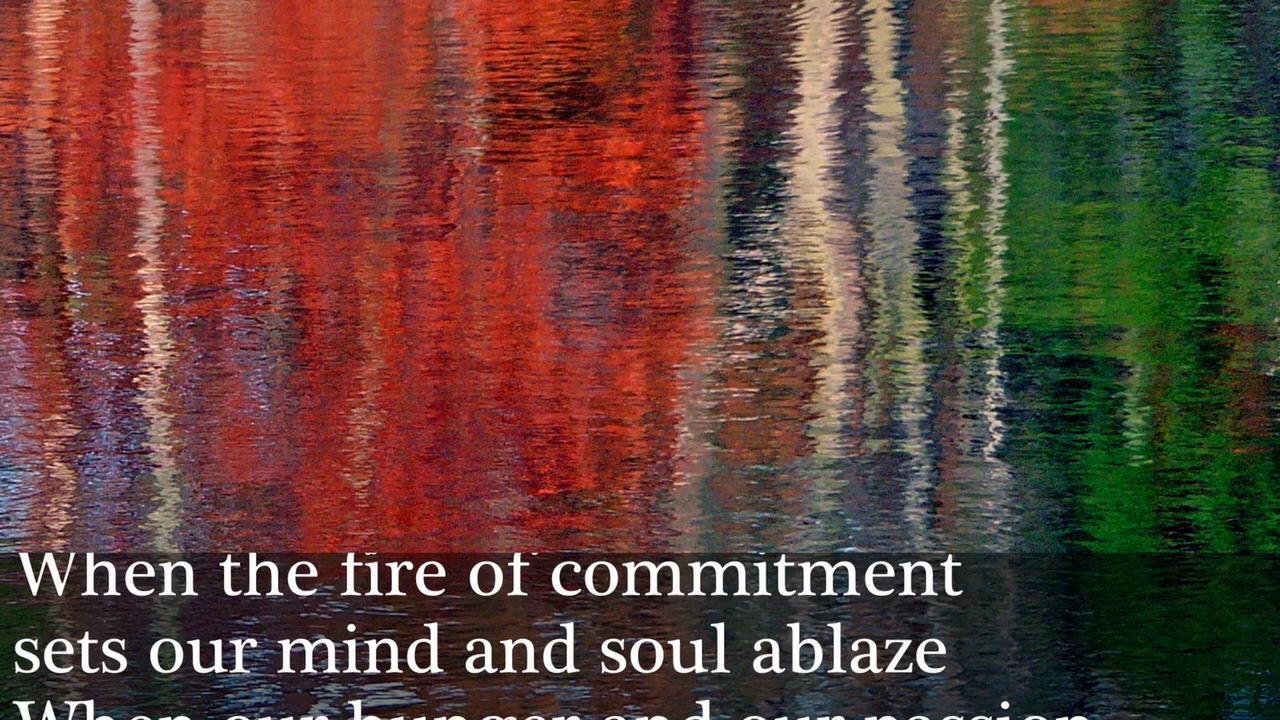 When the fire of commitment
sets our mind and soul ablaze
When our hunger and our passion